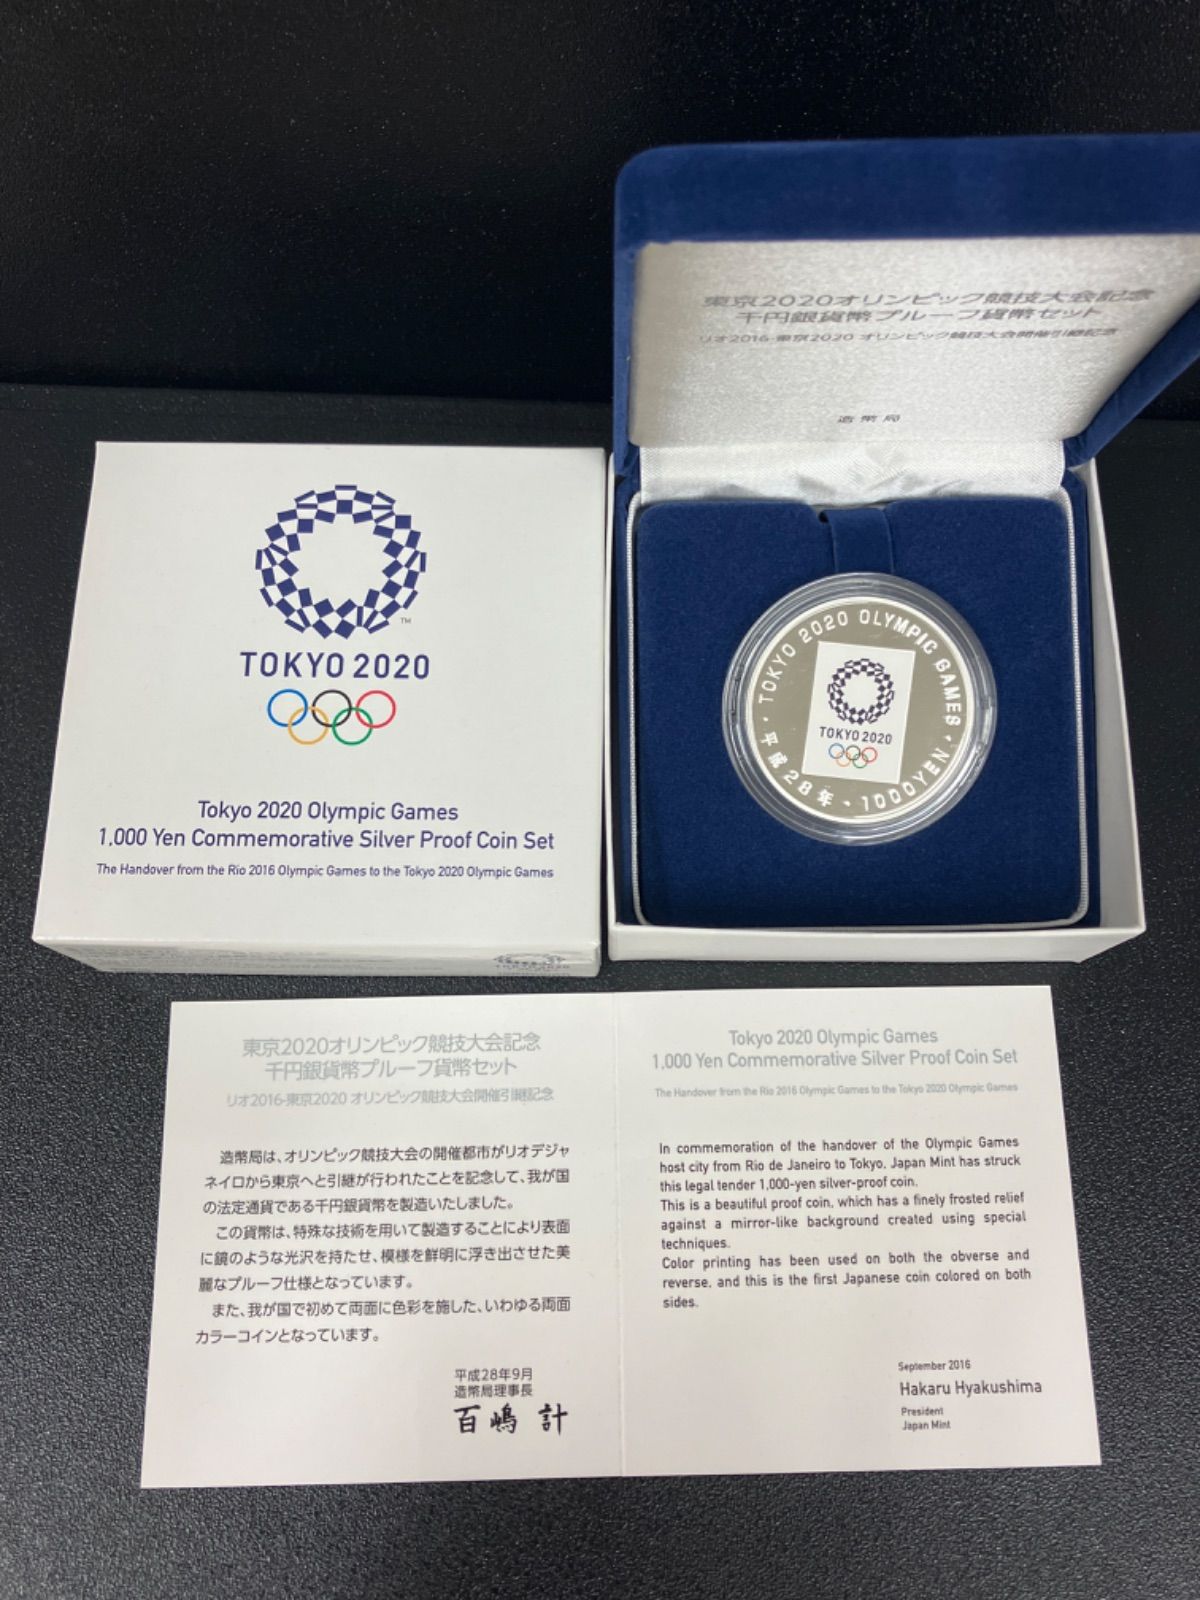 TM
TOKYO 2020
Tokyo 2020 Olympic Games
1,000 Yen Commemorative Silver Proof Coin Set
The Handover from the Rio 2016 Olympic Games to the Tokyo 2020 Olympic Games
TOKYO 2020
東京2020オリンピック競技大会記念
千円銀貨幣プルーフ貨幣セット
リオ2016-東京2020 オリンピック競技大会開催引継記念
造幣局
TOKYO 2020 OLYMPIC GAMES・
平成28年・1000YEN・
TOKYO 2020
東京2020オリンピック競技大会記念
千円銀貨幣プルーフ貨幣セット
リオ2016-東京2020 オリンピック競技大会開催引継記念
造幣局は、オリンピック競技大会の開催都市がリオデジャ
ネイロから東京へと引継が行われたことを記念して、我が国
の法定通貨である千円銀貨幣を製造いたしました。
この貨幣は、特殊な技術を用いて製造することにより表面
に鏡のような光沢を持たせ、模様を鮮明に浮き出させた美
麗なプルーフ仕様となっています。
また、我が国で初めて両面に色彩を施した、いわゆる両面
カラーコインとなっています。
平成28年9月
造幣局理事長
百嶋 計
Tokyo 2020 Olympic Games
1,000 Yen Commemorative Silver Proof Coin Set
The Handover from the Rio 2016 Olympic Games to the Tokyo 2020 Olympic Games
In commemoration of the handover of the Olympic Games
host city from Rio de Janeiro to Tokyo, Japan Mint has struck
this legal tender 1,000-yen silver-proof coin.
This is a beautiful proof coin, which has a finely frosted relief
against a mirror-like background created using special
techniques.
Color printing has been used on both the obverse and
reverse, and this is the first Japanese coin colored on both
sides.
September 2016
Hakaru Hyakushima
President
Japan Mint